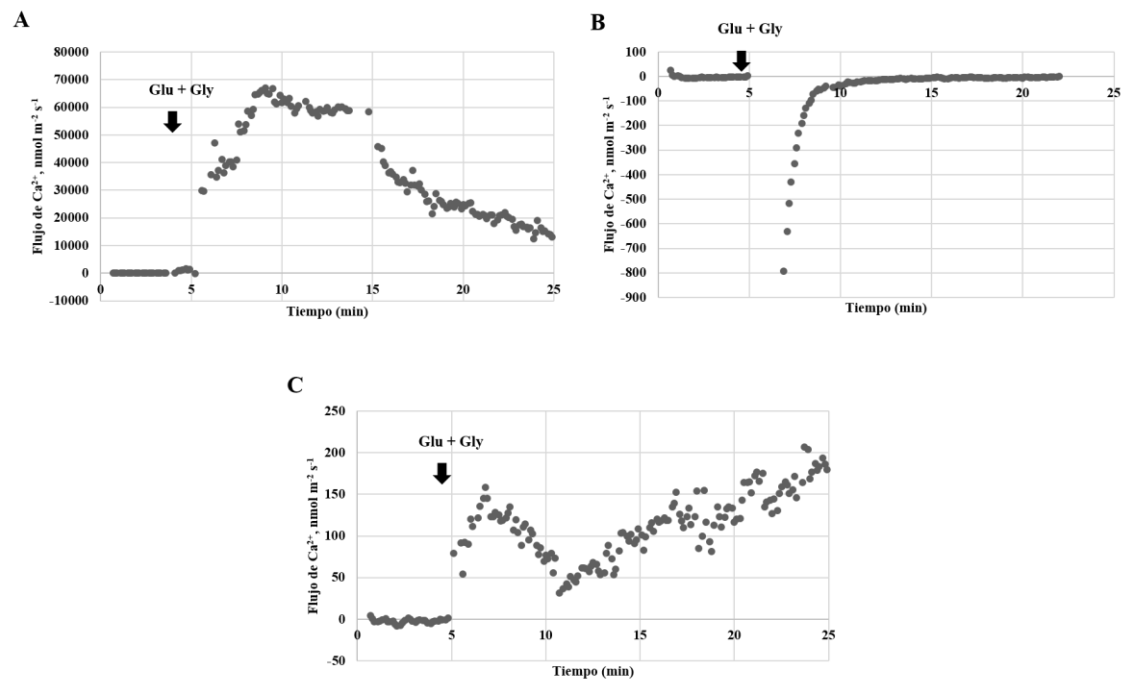 A
Flujo de Ca²⁺, nmol m⁻² s⁻¹
80000
70000
60000
50000
40000
30000
20000
10000
0
-10000
Glu + Gly
0 5 10 15 20 25
Tiempo (min)
B
Flujo de Ca²⁺, nmol m⁻² s⁻¹
Glu + Gly
100
0
-100
-200
-300
-400
-500
-600
-700
-800
-900
0 5 10 15 20 25
Tiempo (min)
C
Flujo de Ca²⁺, nmol m⁻² s⁻¹
250
200
150
100
50
0
-50
Glu + Gly
0 5 10 15 20 25
Tiempo (min)